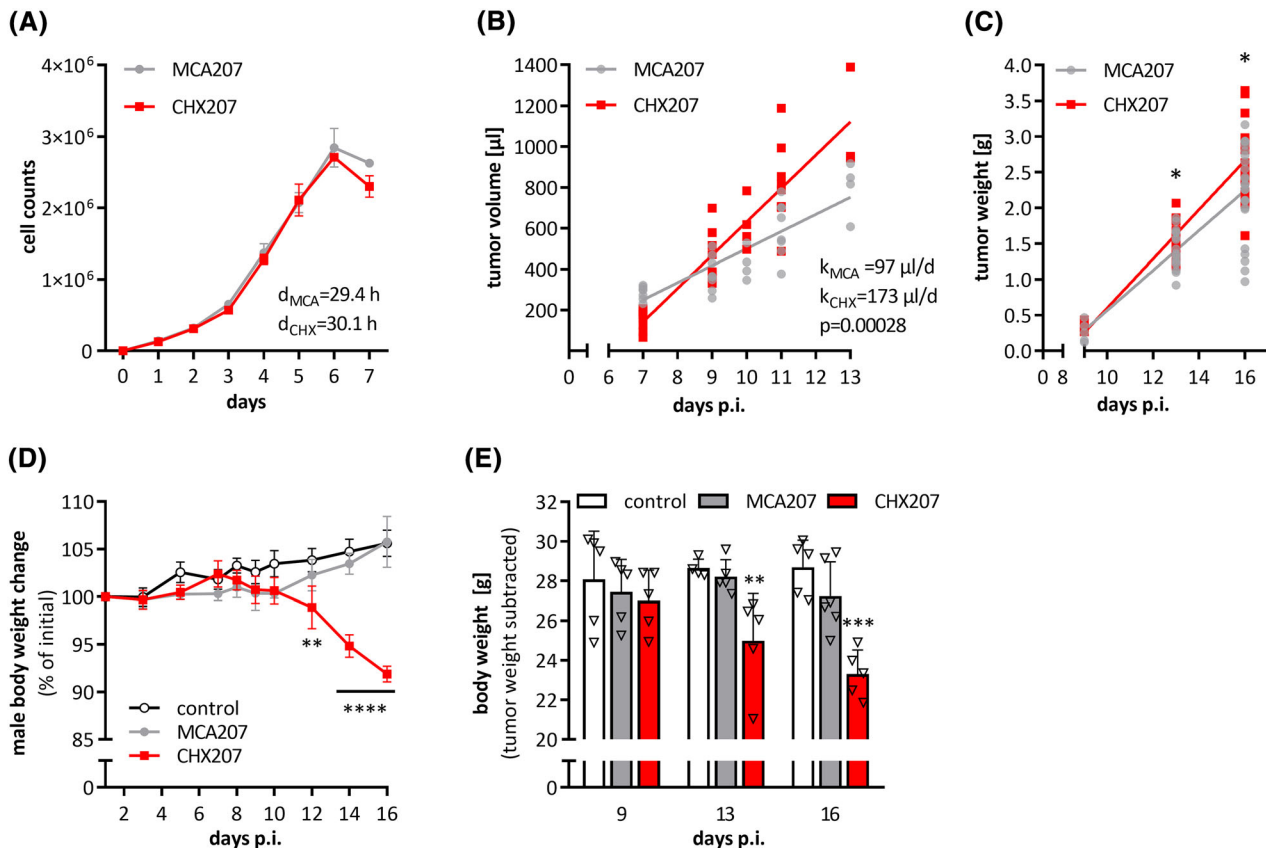 (A)
4×10⁶
3×10⁶
2×10⁶
1×10⁶
0
cell counts
MCA207
CHX207
dMCA=29.4 h
dCHX=30.1 h
0 1 2 3 4 5 6 7
days
(B)
1400
1200
1000
800
600
400
200
tumor volume [µl]
MCA207
CHX207
kMCA =97 µl/d
kCHX=173 µl/d
p=0.00028
0 6 7 9 10 11 13
days p.i.
(C)
4.0
3.5
3.0
2.5
2.0
1.5
1.0
0.5
0.0
tumor weight [g]
MCA207
CHX207
*
*
0 8 10 12 14 16
days p.i.
(D)
110
105
100
95
90
85
0
male body weight change
(% of initial)
**
****
control
MCA207
CHX207
2 4 6 8 10 12 14 16
days p.i.
(E)
32
30
28
26
24
22
20
0
body weight [g]
(tumor weight subtracted)
control MCA207 CHX207
**
***
9 13 16
days p.i.